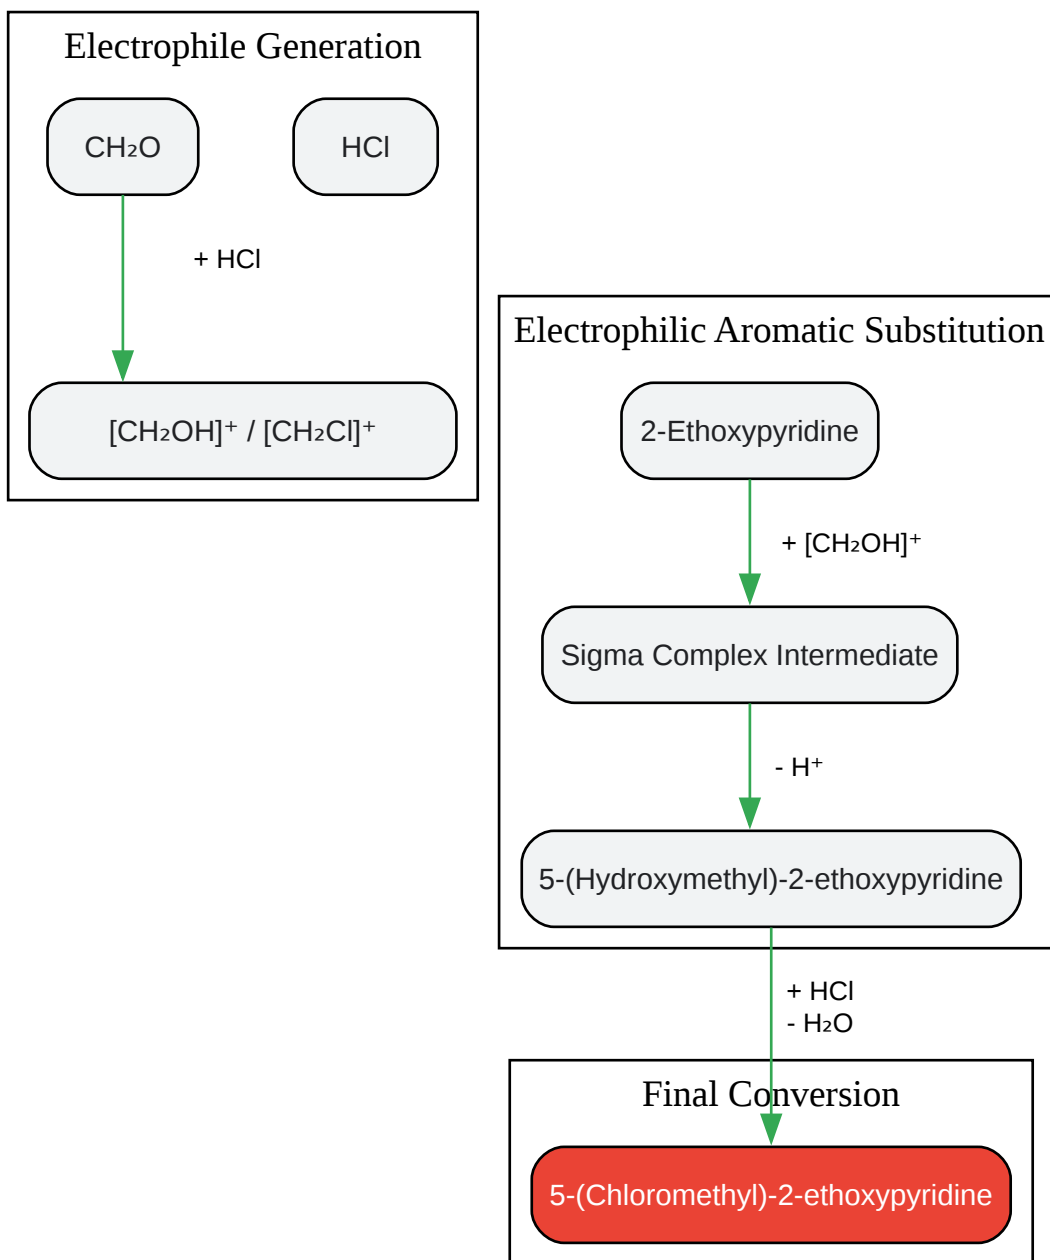 Electrophile Generation
CH₂O
HCl
+ HCl
[CH₂OH]⁺ / [CH₂Cl]⁺
Electrophilic Aromatic Substitution
2-Ethoxypyridine
+ [CH₂OH]⁺
Sigma Complex Intermediate
- H⁺
5-(Hydroxymethyl)-2-ethoxypyridine
+ HCl
- H₂O
Final Conversion
5-(Chloromethyl)-2-ethoxypyridine